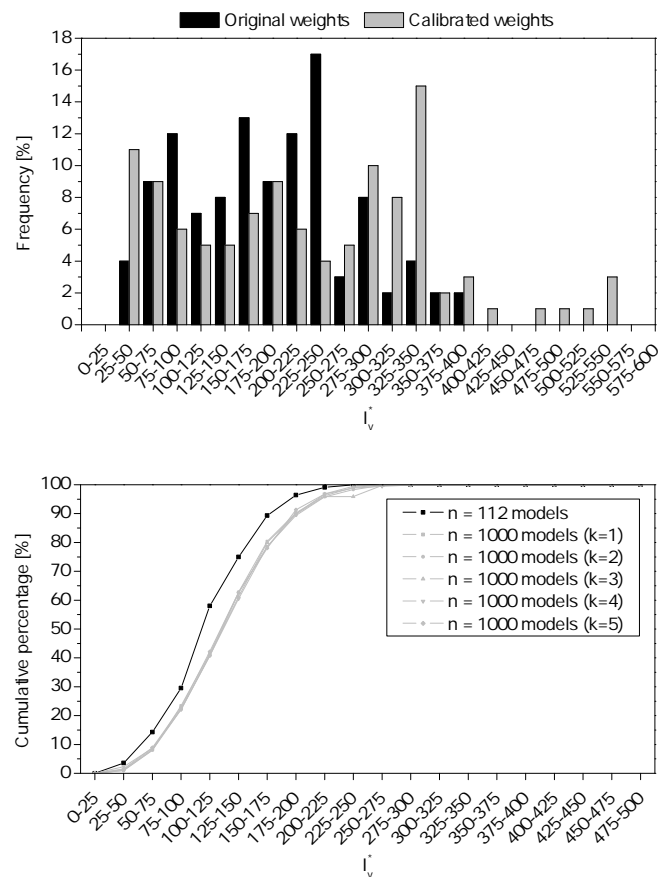 Original weights Calibrated weights
18
16
14
12
10
8
6
4
2
0
Frequency [%]
0-25 25-50 50-75 75-100 100-125 125-150 150-175 175-200 200-225 225-250 250-275 275-300 300-325 325-350 350-375 375-400 400-425 425-450 450-475 475-500 500-525 525-550 550-575 575-600
I*v
100
90
80
70
60
50
40
30
20
10
0
Cumulative percentage [%]
n = 112 models
n = 1000 models (k=1)
n = 1000 models (k=2)
n = 1000 models (k=3)
n = 1000 models (k=4)
n = 1000 models (k=5)
0-25 25-50 50-75 75-100 100-125 125-150 150-175 175-200 200-225 225-250 250-275 275-300 300-325 325-350 350-375 375-400 400-425 425-450 450-475 475-500
I*v